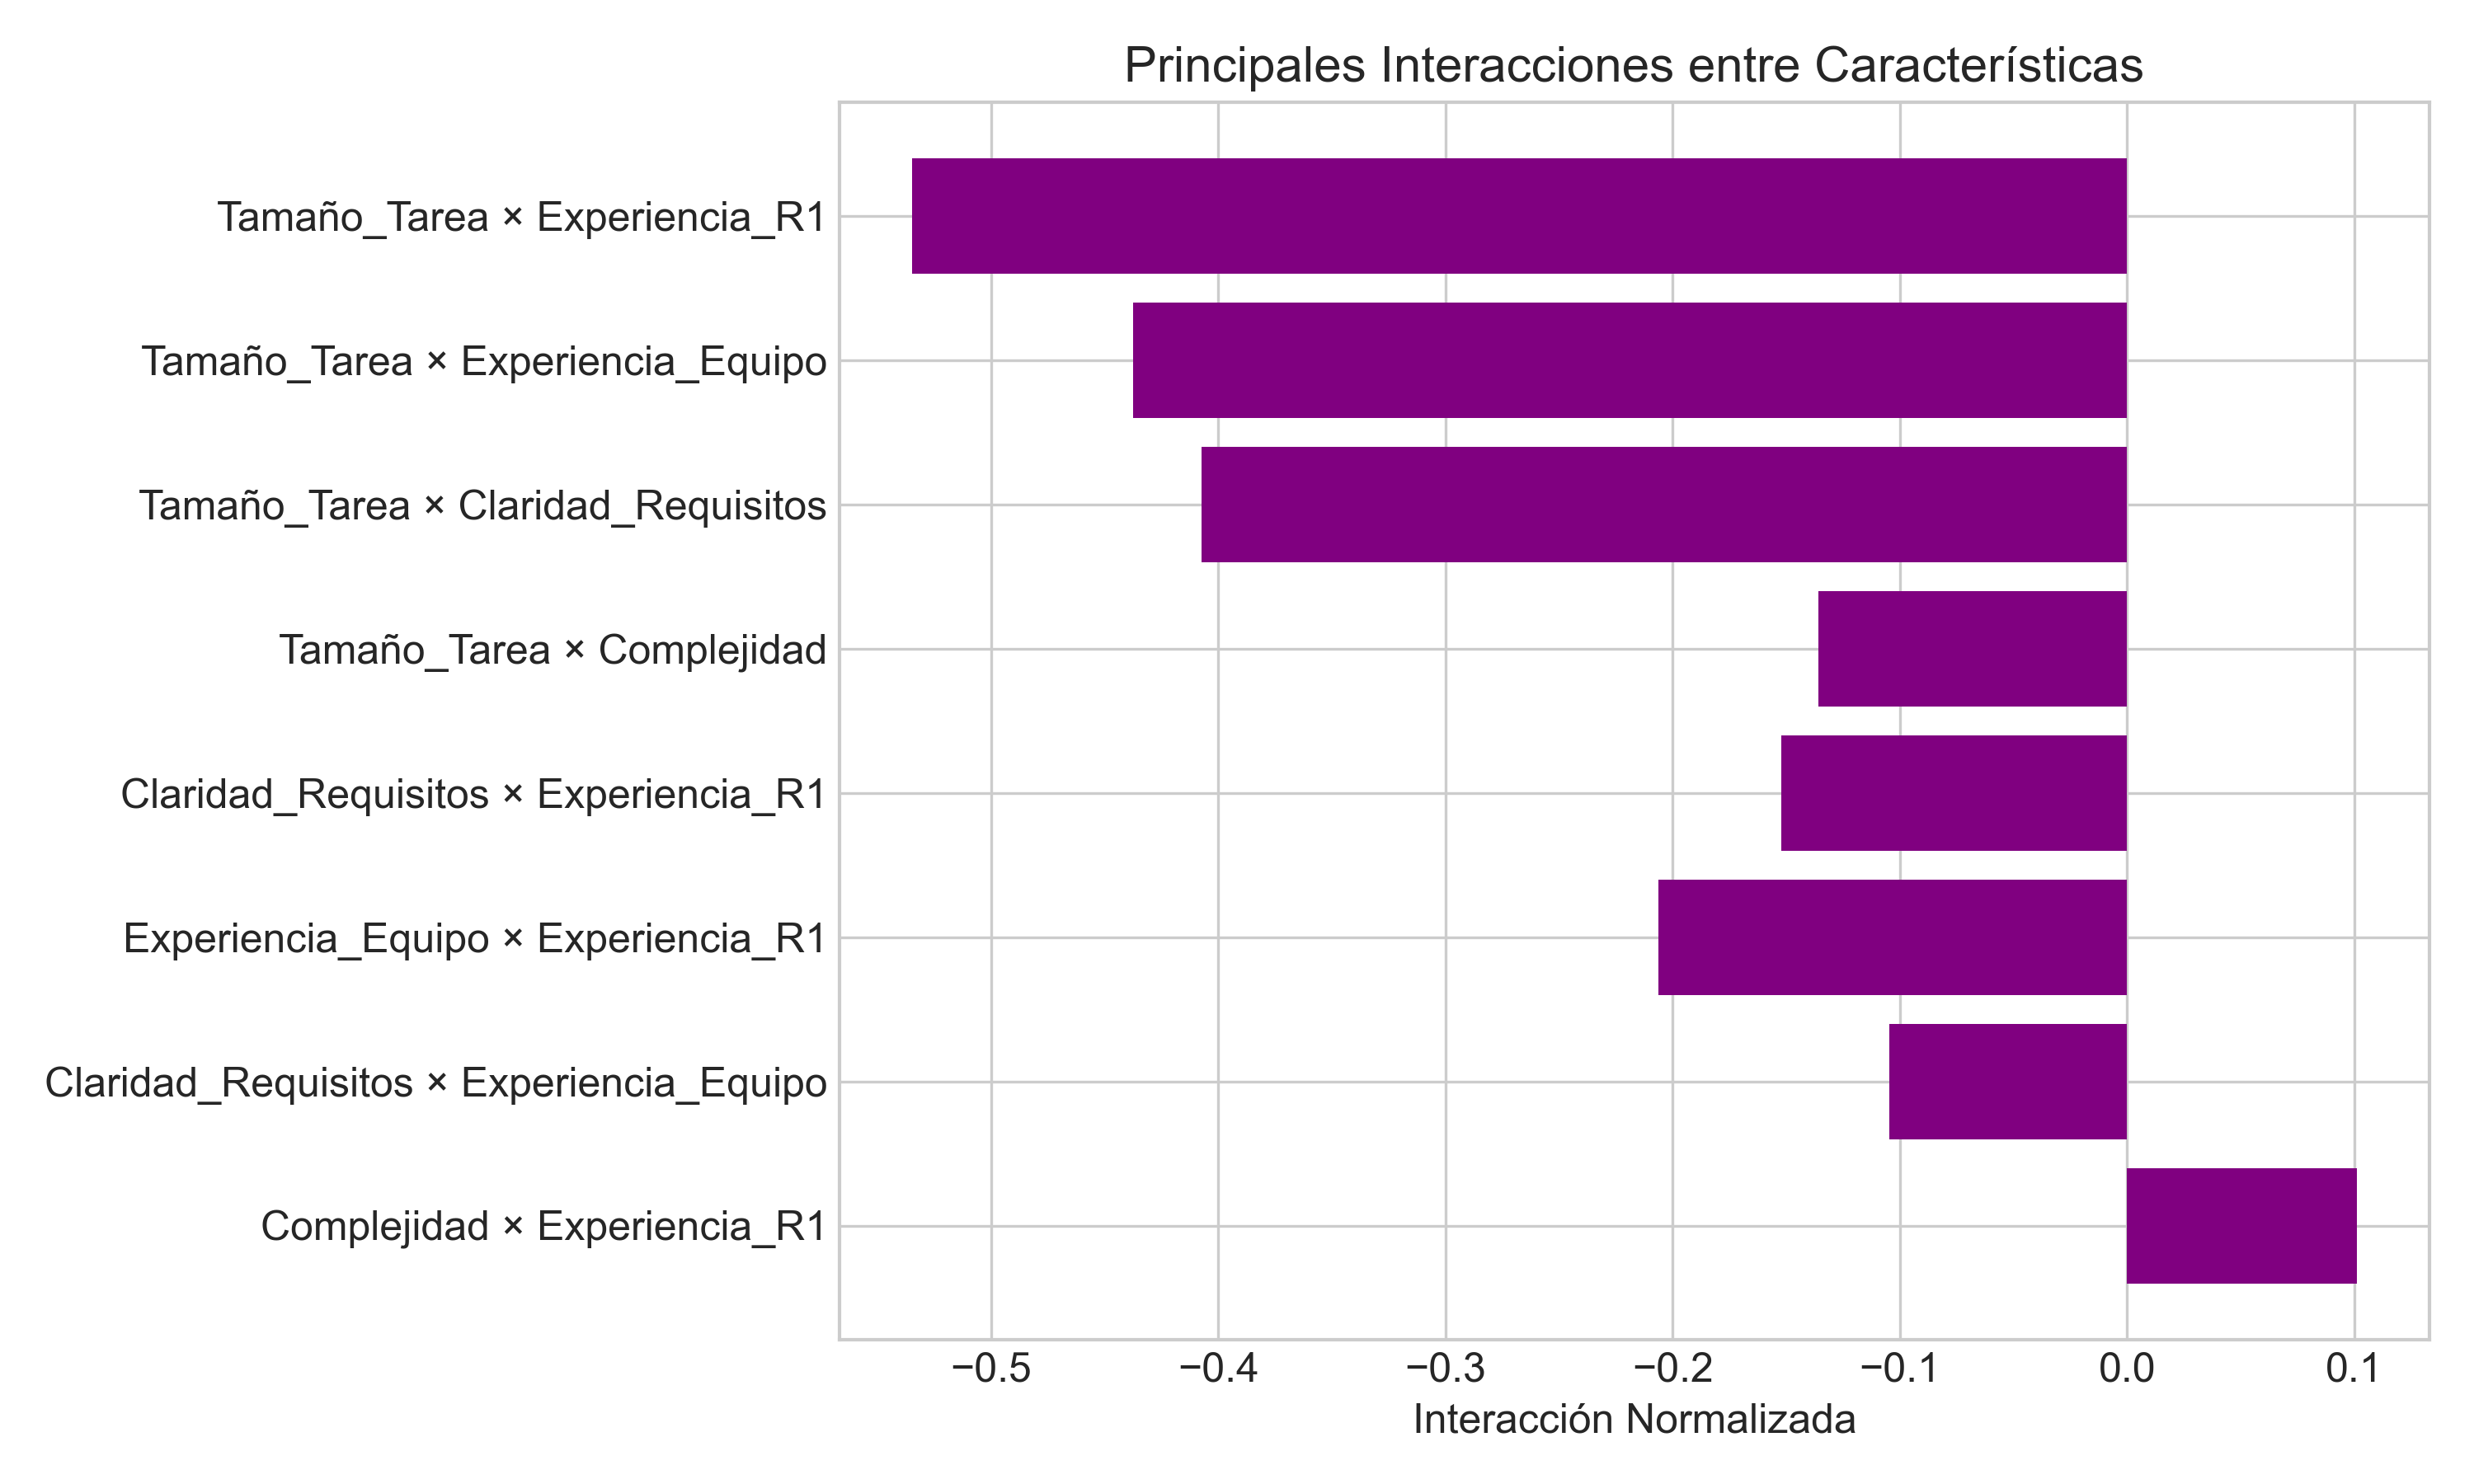 Principales Interacciones entre Características
Tamaño_Tarea × Experiencia_R1
Tamaño_Tarea × Experiencia_Equipo
Tamaño_Tarea × Claridad_Requisitos
Tamaño_Tarea × Complejidad
Claridad_Requisitos × Experiencia_R1
Experiencia_Equipo × Experiencia_R1
Claridad_Requisitos × Experiencia_Equipo
Complejidad × Experiencia_R1
−0.5 −0.4 −0.3 −0.2 −0.1 0.0 0.1
Interacción Normalizada